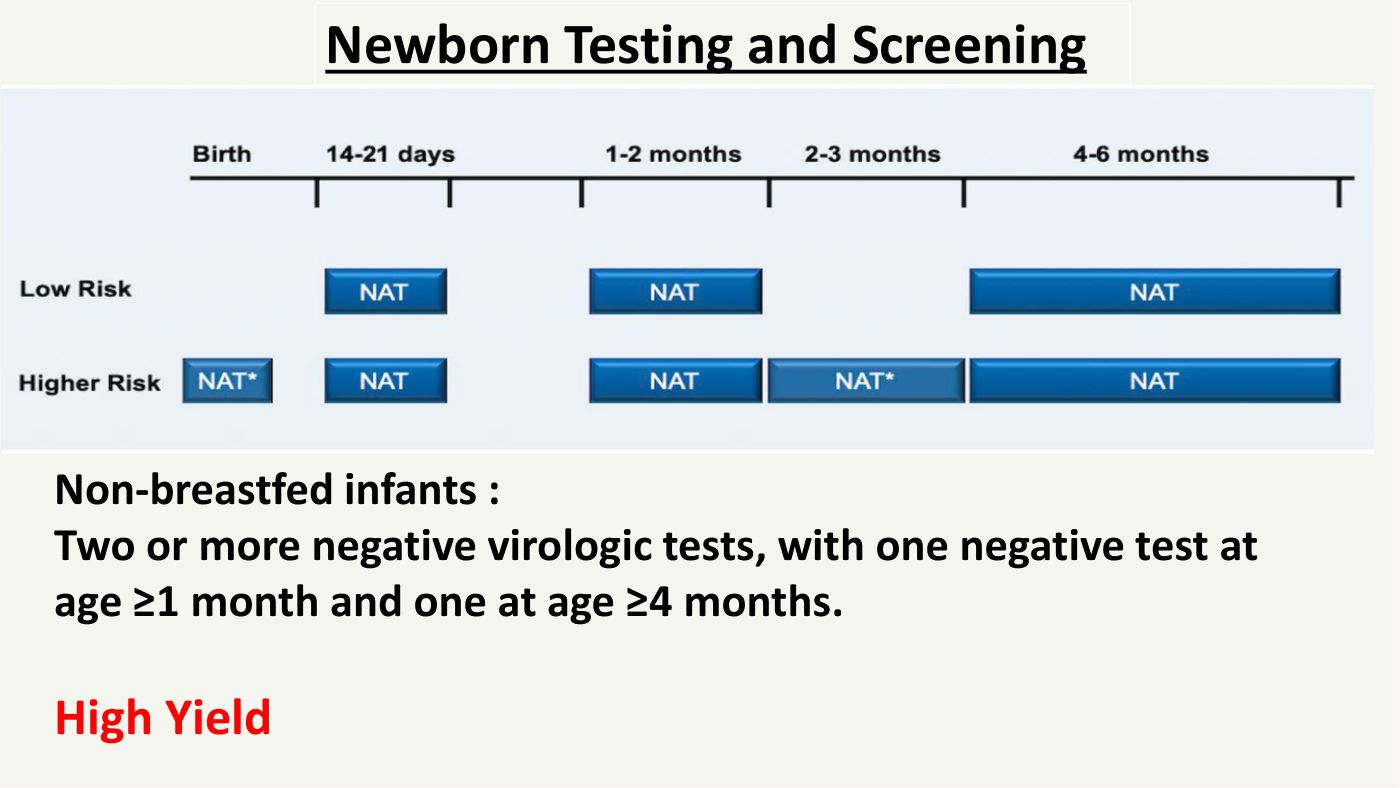 Newborn Testing and Screening
Birth 14-21 days 1-2 months 2-3 months 4-6 months
Low Risk NAT NAT NAT
Higher Risk NAT* NAT NAT NAT* NAT
Non-breastfed infants :
Two or more negative virologic tests, with one negative test at
age ≥1 month and one at age ≥4 months.
High Yield